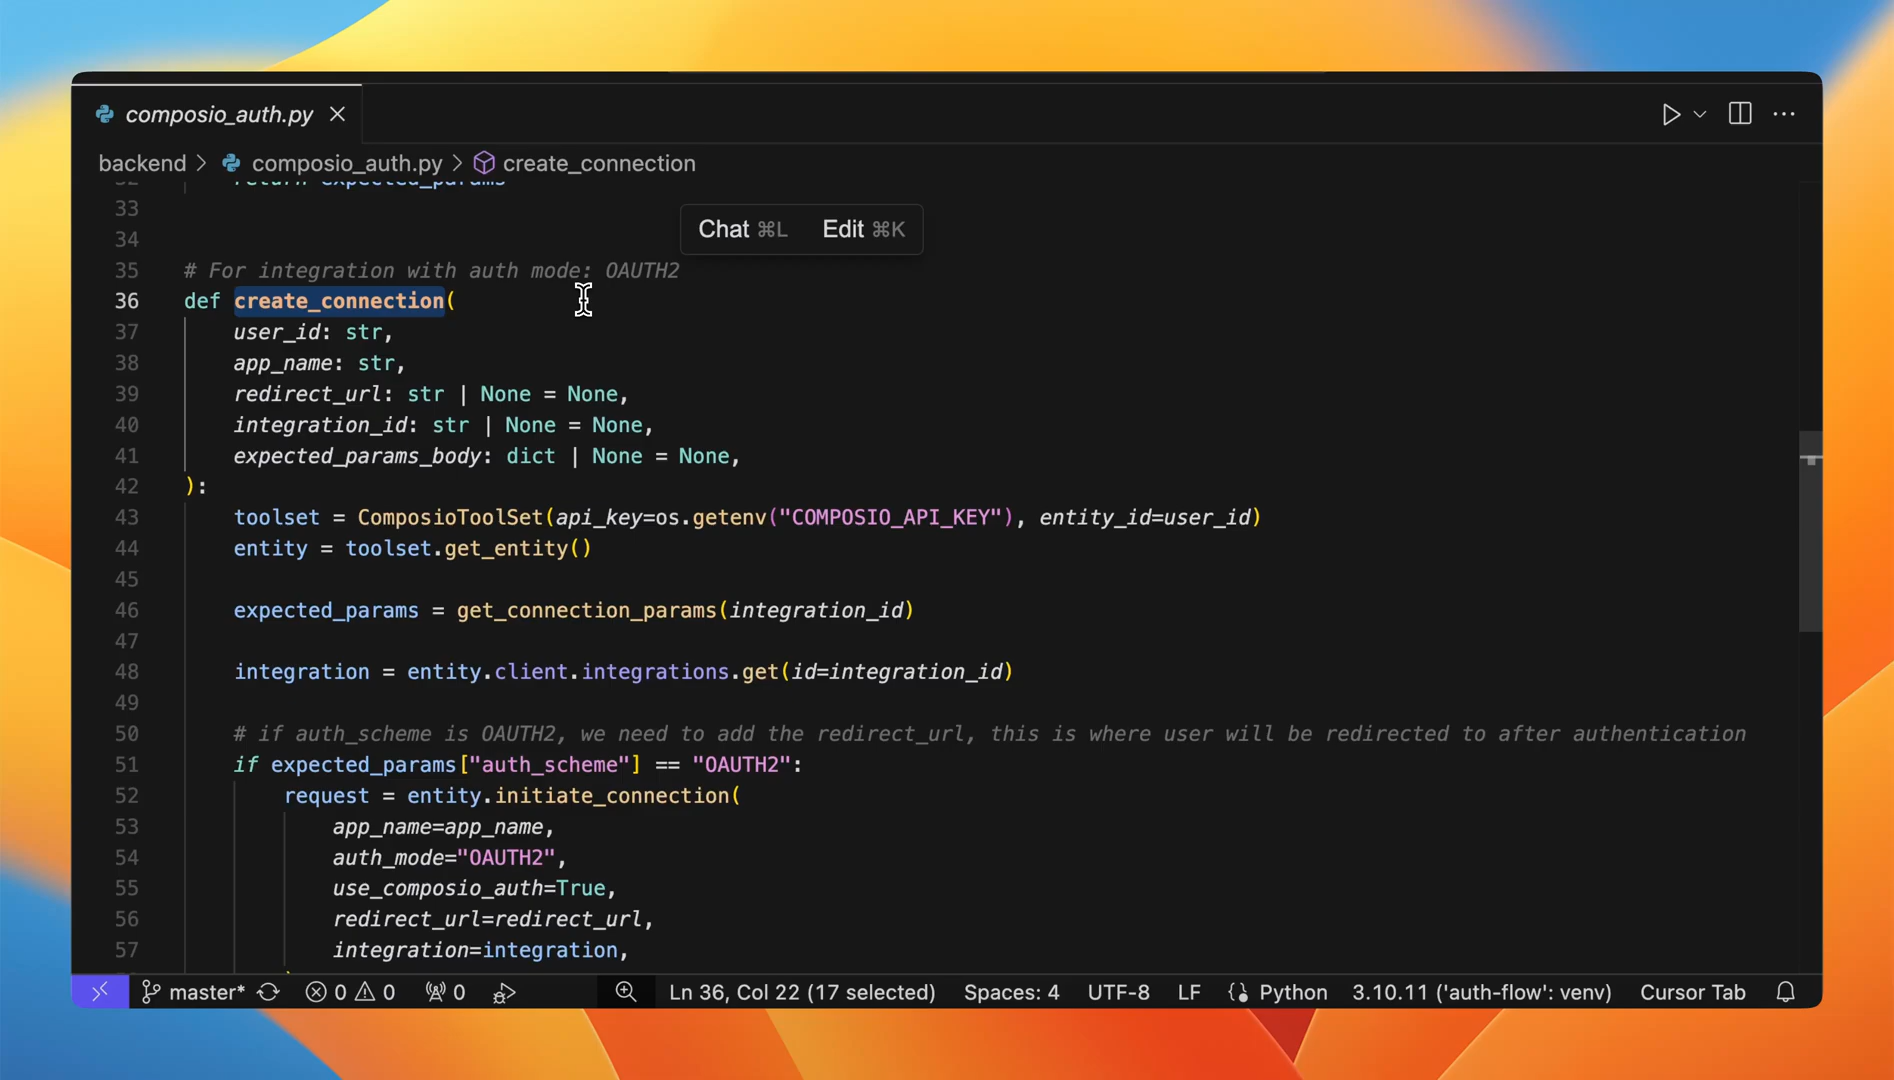 composio_auth.py
backend > composio_auth.py > create_connection
32 return expected_params
33
Chat ⌘L Edit ⌘K
34
35 # For integration with auth mode: OAUTH2
36 def create_connection(
37 user_id: str,
38 app_name: str,
39 redirect_url: str | None = None,
40 integration_id: str | None = None,
41 expected_params_body: dict | None = None,
42 ):
43 toolset = ComposioToolSet(api_key=os.getenv("COMPOSIO_API_KEY"), entity_id=user_id)
44 entity = toolset.get_entity()
45
46 expected_params = get_connection_params(integration_id)
47
48 integration = entity.client.integrations.get(id=integration_id)
49
50 # if auth_scheme is OAUTH2, we need to add the redirect_url, this is where user will be redirected to after authentication
51 if expected_params["auth_scheme"] == "OAUTH2":
52 request = entity.initiate_connection(
53 app_name=app_name,
54 auth_mode="OAUTH2",
55 use_composio_auth=True,
56 redirect_url=redirect_url,
57 integration=integration,
master* 0 0 0 Ln 36, Col 22 (17 selected) Spaces: 4 UTF-8 LF Python 3.10.11 ('auth-flow': venv) Cursor Tab